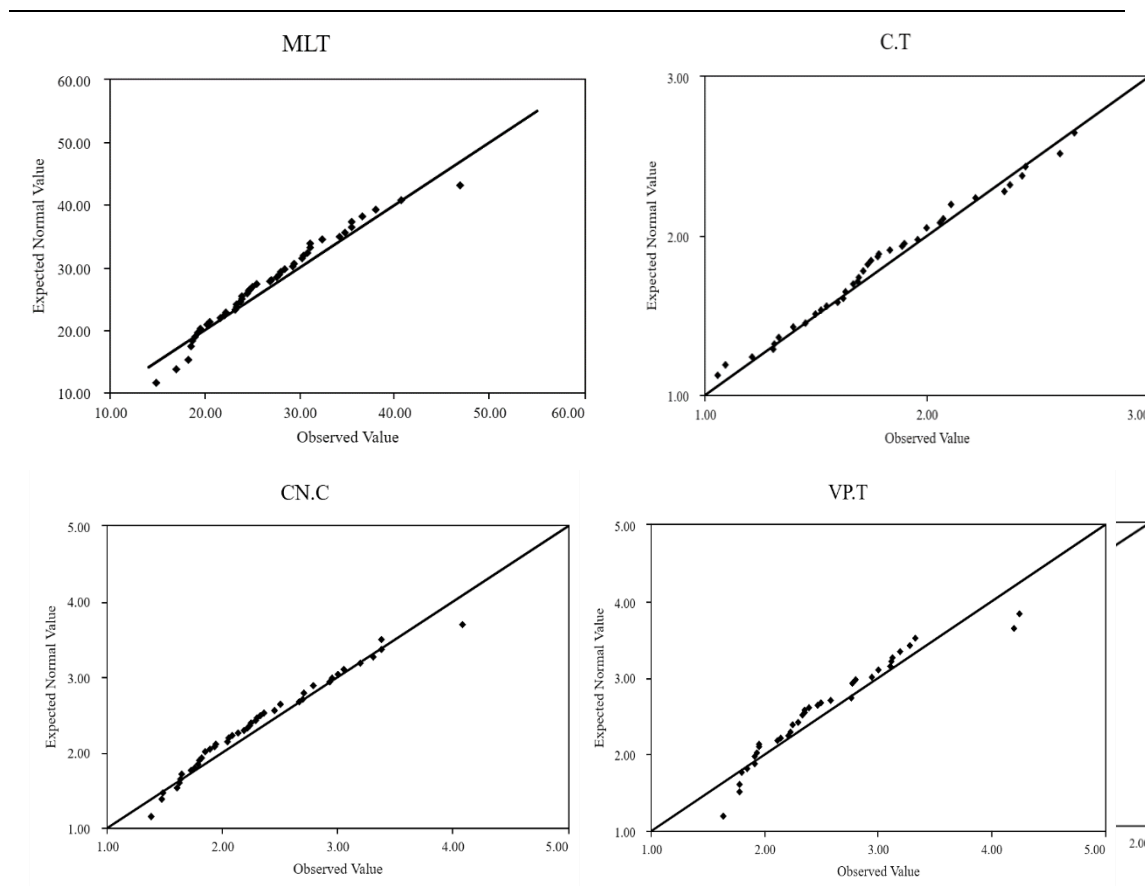 MLT
60.00
50.00
40.00
30.00
20.00
10.00
Expected Normal Value
10.00 20.00 30.00 40.00 50.00 60.00
Observed Value
C.T
3.00
2.00
1.00
Expected Normal Value
1.00 2.00 3.00
Observed Value
CN.C
5.00
4.00
3.00
2.00
1.00
Expected Normal Value
1.00 2.00 3.00 4.00 5.00
Observed Value
VP.T
5.00
4.00
3.00
2.00
1.00
Expected Normal Value
1.00 2.00 3.00 4.00 5.00
Observed Value